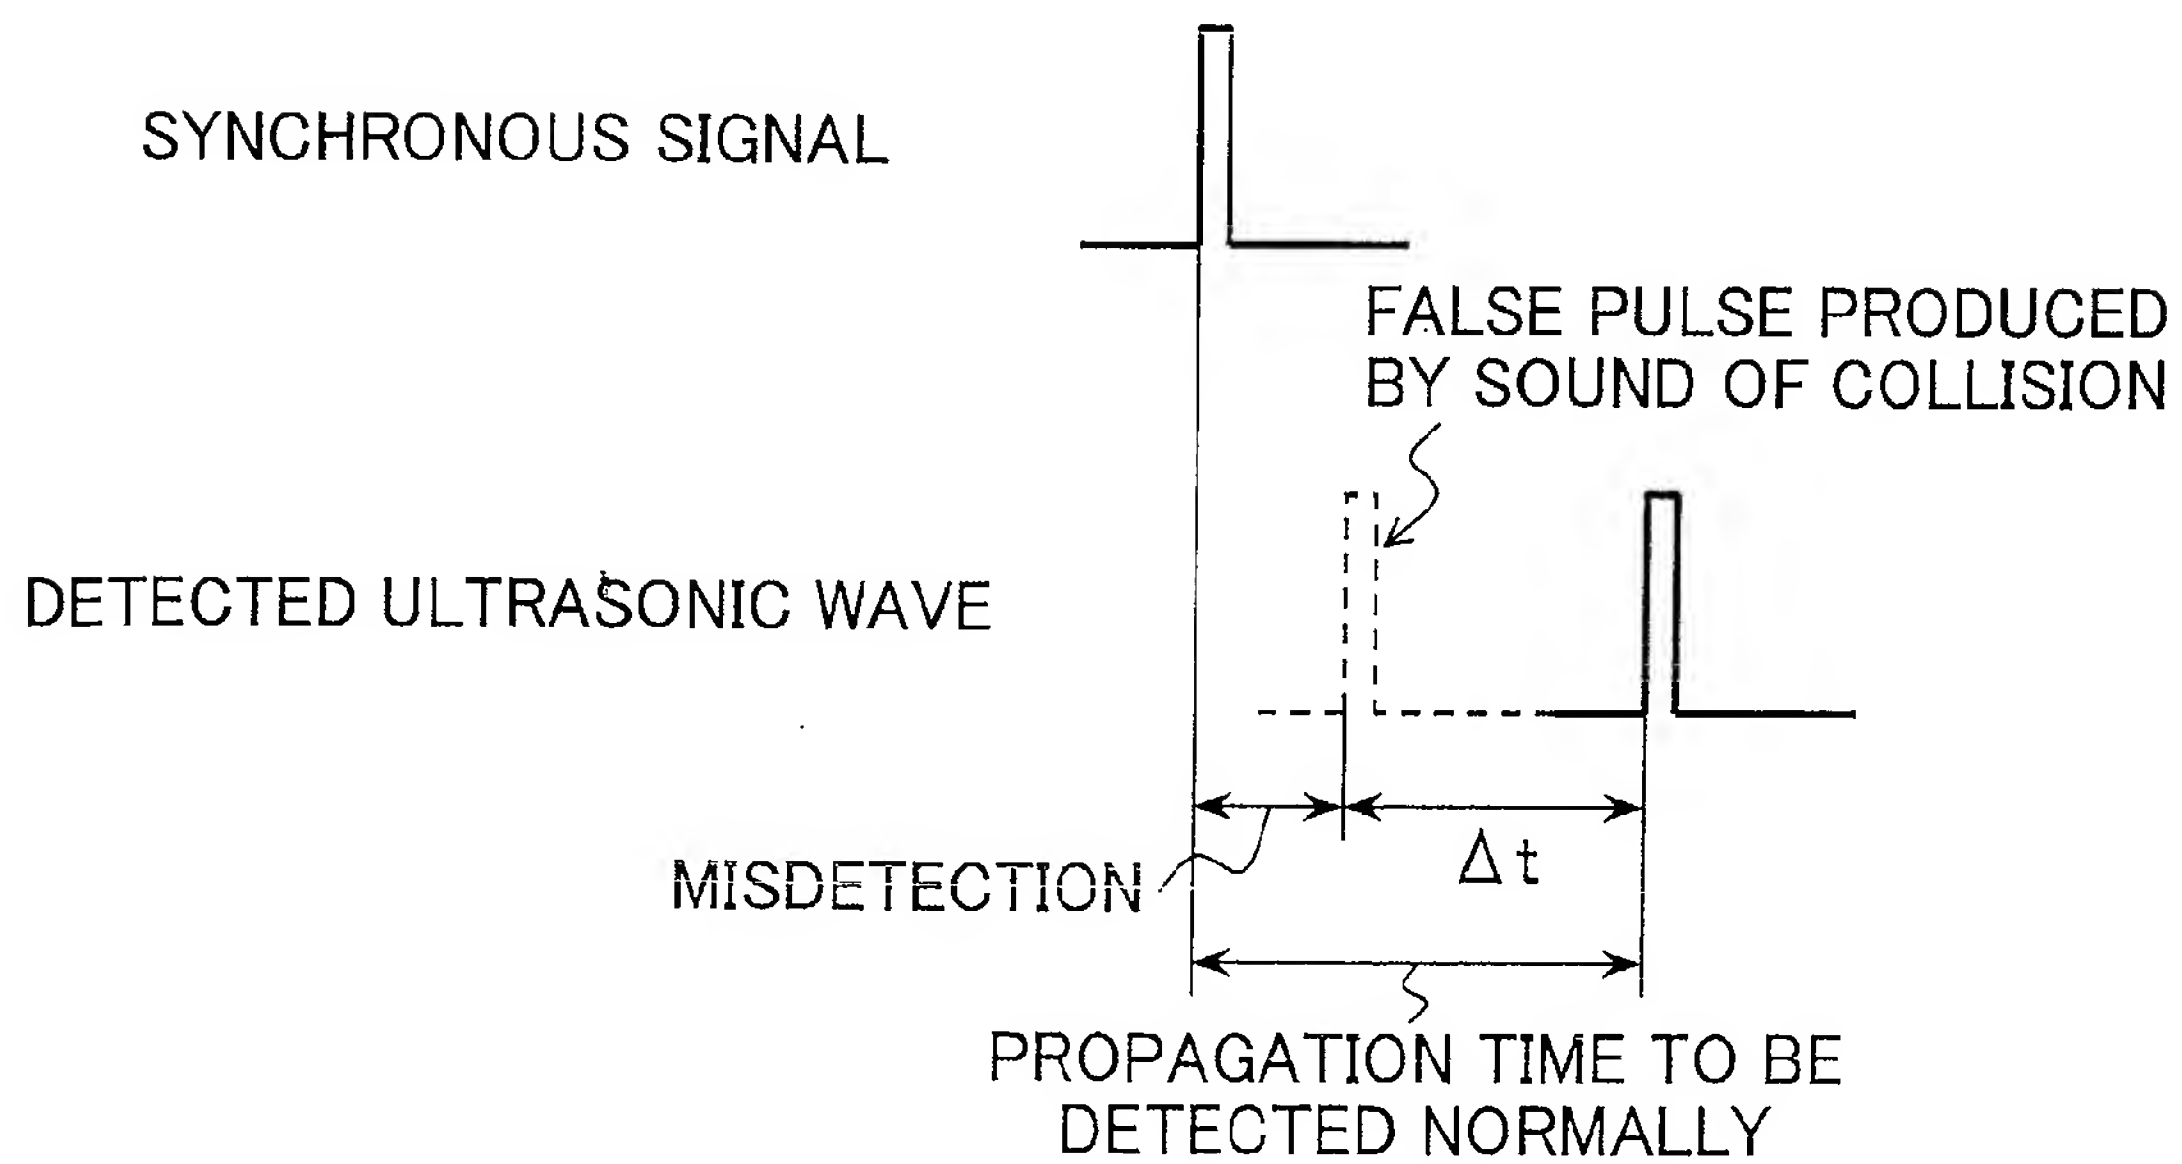 SYNCHRONOUS SIGNAL
FALSE PULSE PRODUCED
BY SOUND OF COLLISION
DETECTED ULTRASONIC WAVE
MISDETECTION
Δt
PROPAGATION TIME TO BE
DETECTED NORMALLY